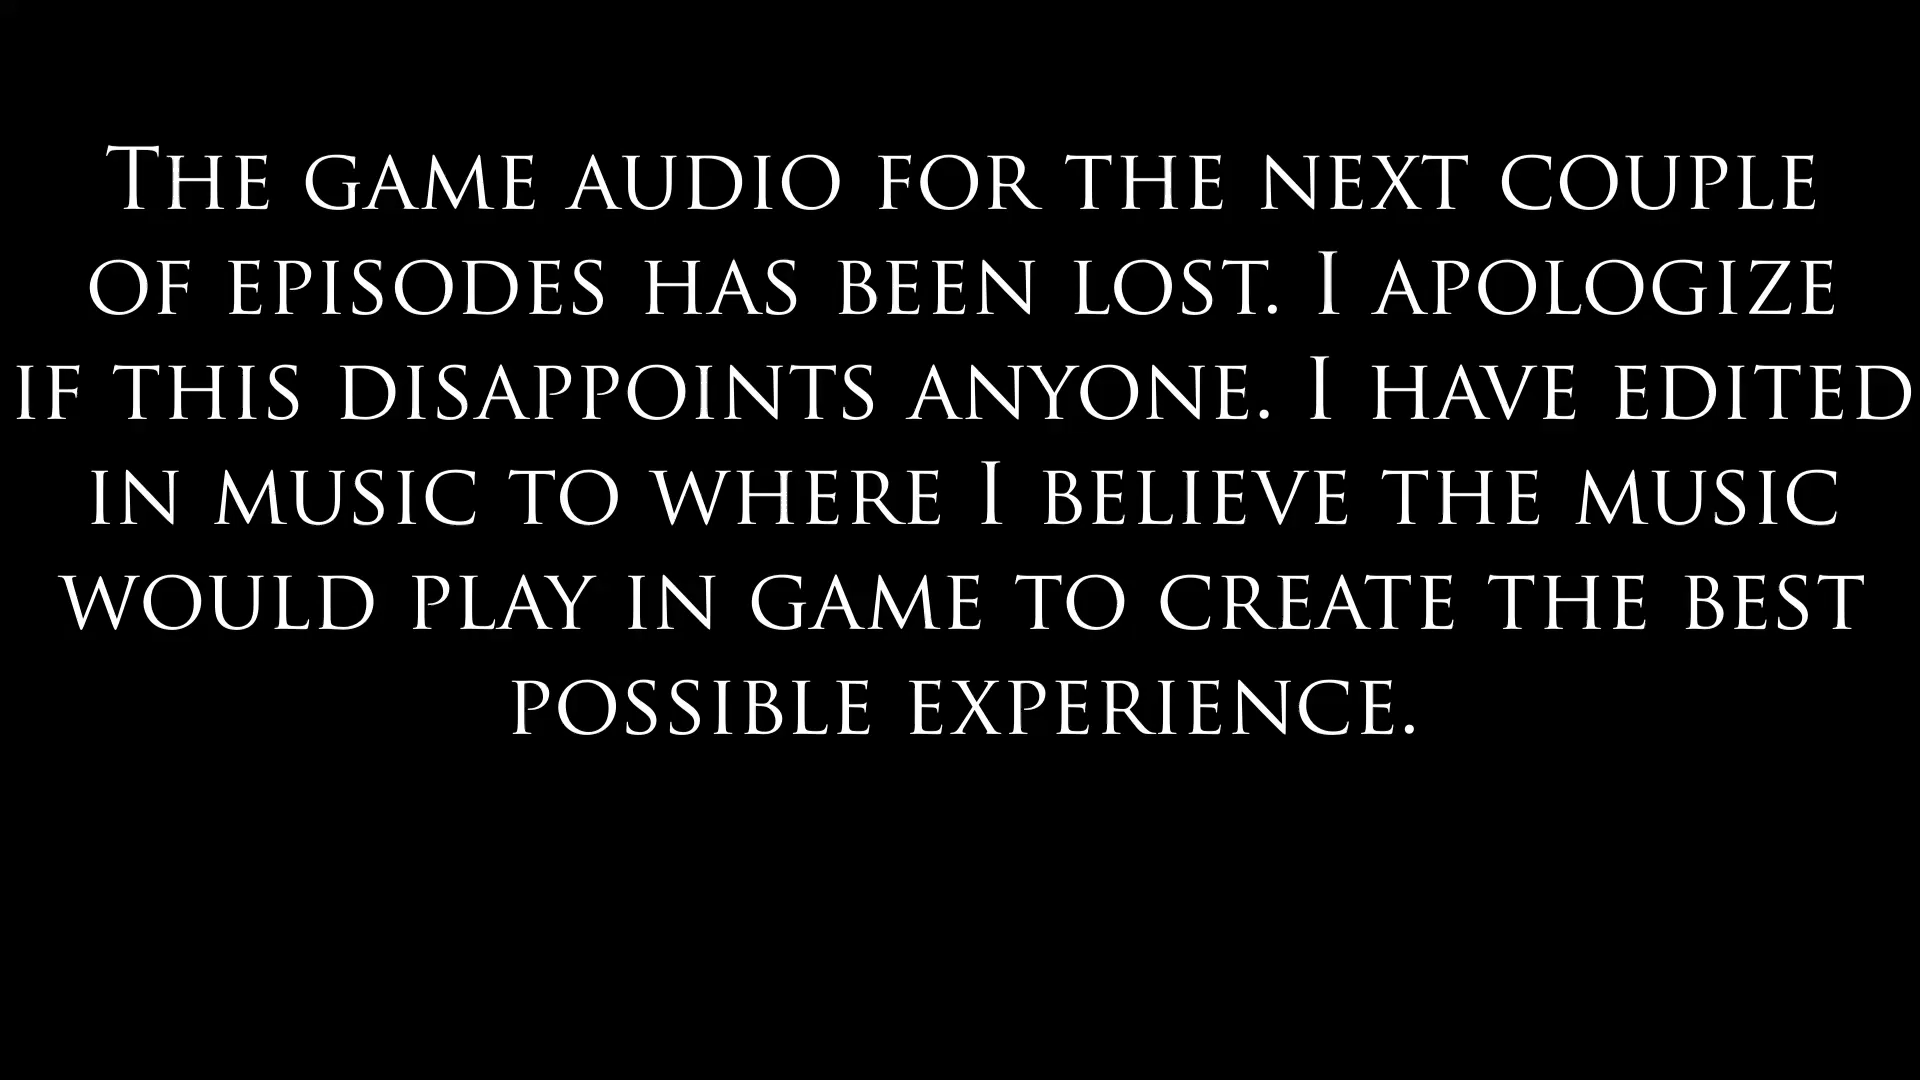 The game audio for the next couple
of episodes has been lost. I apologize
if this disappoints anyone. I have edited
in music to where I believe the music
would play in game to create the best
possible experience.